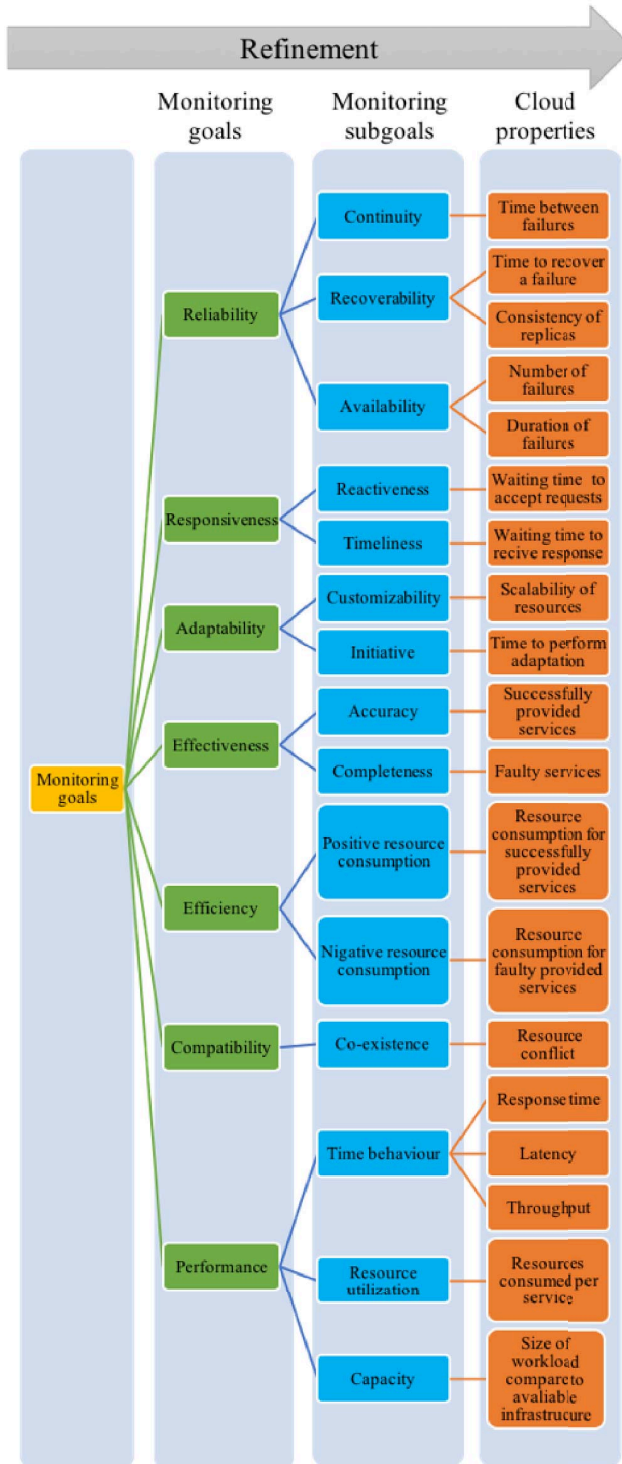 Refinement
Monitoring
goals
Monitoring
subgoals
Cloud
properties
Monitoring
goals
Reliability
Continuity
Time between
failures
Recoverability
Time to recover
a failure
Consistency of
replicas
Availability
Number of
failures
Duration of
failures
Responsiveness
Reactiveness
Waiting time to
accept requests
Timeliness
Waiting time to
recive response
Adaptability
Customizability
Scalability of
resources
Initiative
Time to perform
adaptation
Effectiveness
Accuracy
Successfully
provided
services
Completeness
Faulty services
Efficiency
Positive resource
consumption
Resource
consumption for
successfully
provided
services
Nigative resource
consumption
Resource
consumption for
faulty provided
services
Compatibility
Co-existence
Resource
conflict
Performance
Time behaviour
Response time
Latency
Throughput
Resource
utilization
Resources
consumed per
service
Capacity
Size of
workload
compare to
avaliable
infrastrucure